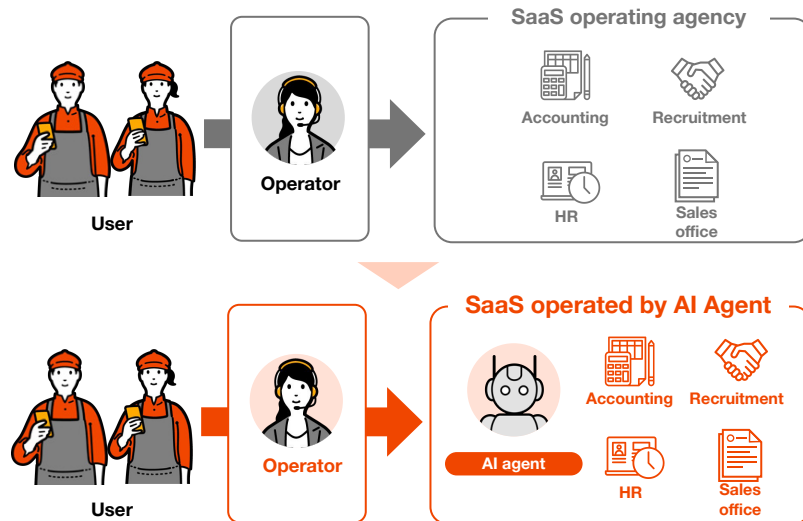 SaaS operating agency
Accounting
Recruitment
Operator
HR
Sales
office
User
SaaS operated by AI Agent
Accounting
Recruitment
Operator
AI agent
HR
Sales
office
User